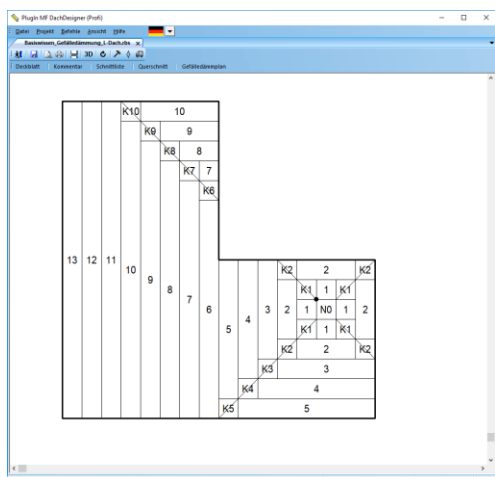 PlugIn:MF DachDesigner (Profi)
Datei Projekt Befehle Ansicht Hilfe
Basiswissen_Gefälledämmung_L-Dach.zbs x
3D
Deckblatt Kommentar Schnittliste Querschnitt Gefälledämmplan
K10 10
K9 9
K8 8
K7 7
K6
13 12 11 10 9 8 7 6 5 4 3
K2 2 K2
K1 1 K1
2 1 N0 1 2
K1 1 K1
K2 2 K2
K3 3
K4 4
K5 5